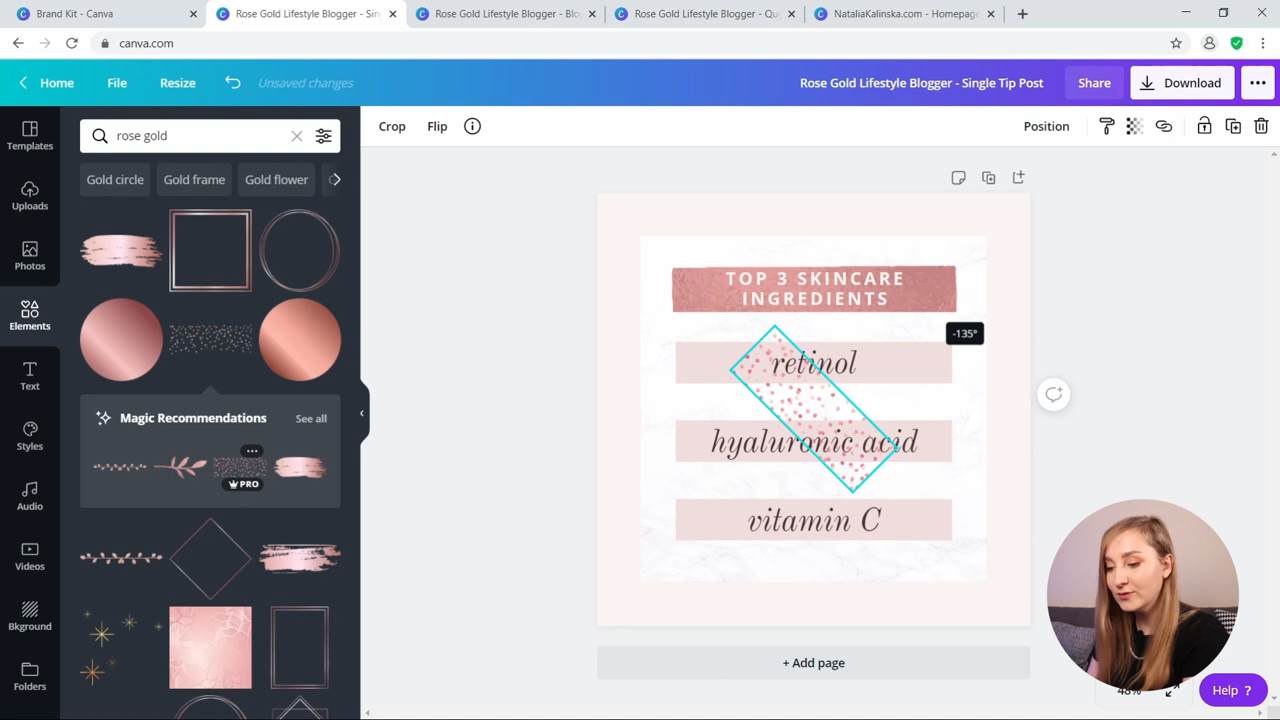 Brand Kit - Canva
Rose Gold Lifestyle Blogger - Sin
Rose Gold Lifestyle Blogger - Blo
Rose Gold Lifestyle Blogger - Qu
NataliaKalinska.com - Homepage
canva.com
Home
File
Resize
Unsaved changes
Rose Gold Lifestyle Blogger - Single Tip Post
Share
Download
Templates
Uploads
Photos
Elements
Text
Styles
Audio
Videos
Bkground
Folders
rose gold
Gold circle
Gold frame
Gold flower
Magic Recommendations
See all
PRO
Crop
Flip
Position
TOP 3 SKINCARE
INGREDIENTS
-135°
retinol
hyaluronic acid
vitamin C
+ Add page
48%
Help ?